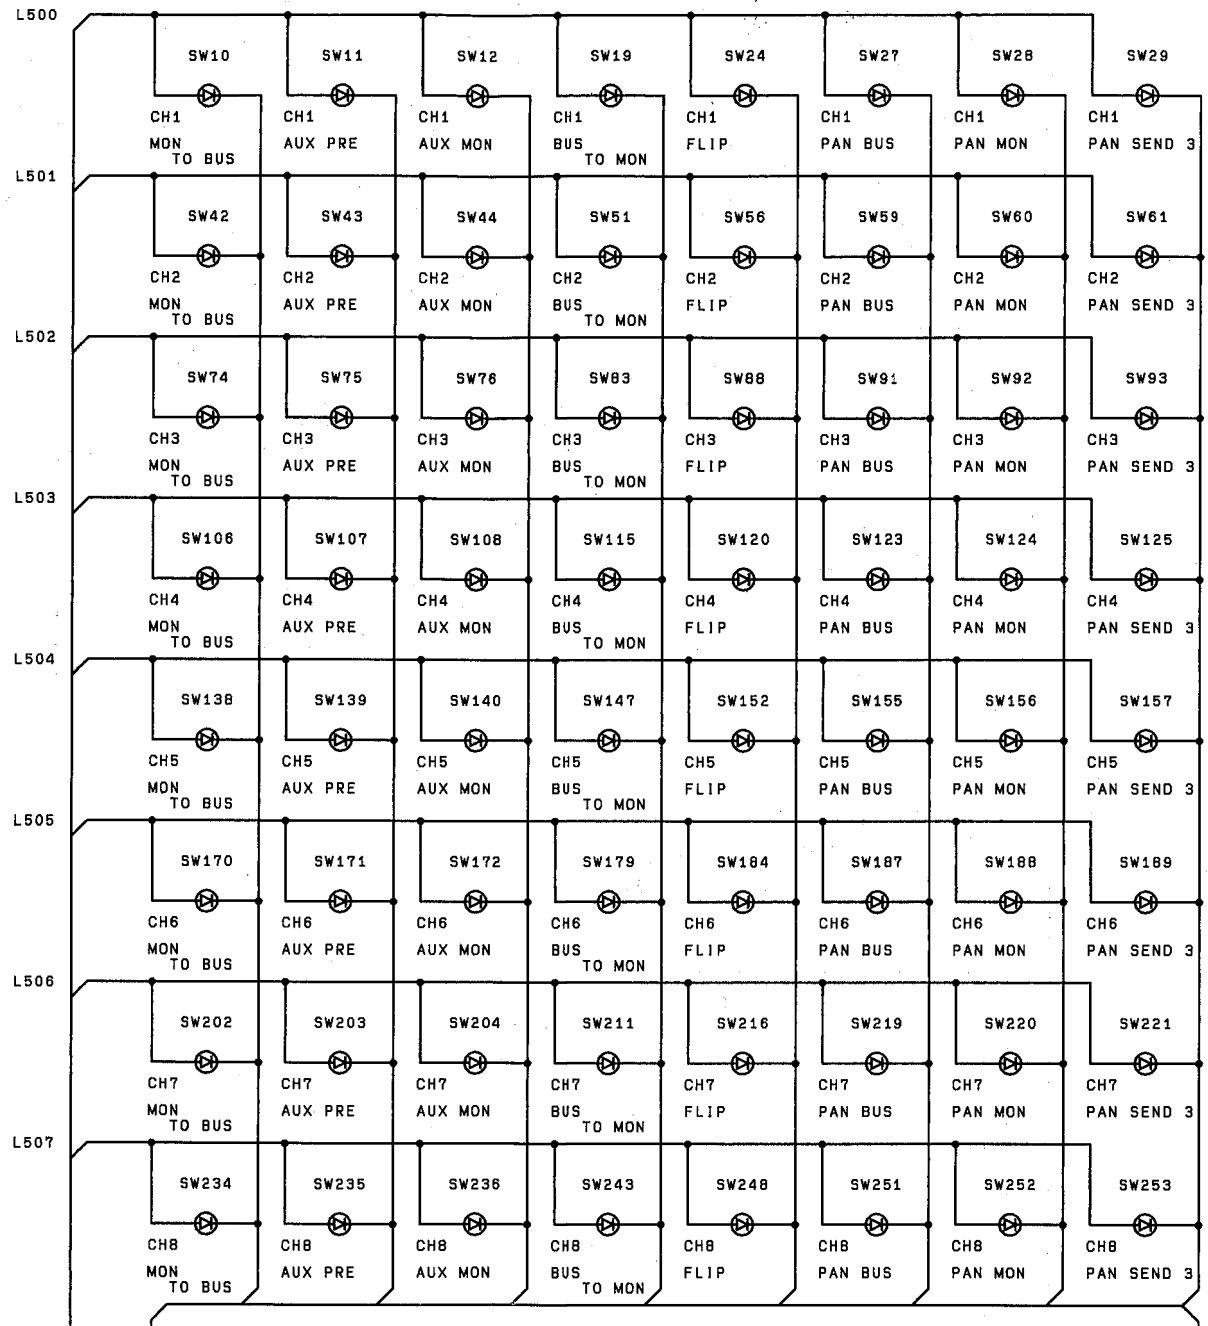 L500
SW10 SW11 SW12 SW19 SW24 SW27 SW28 SW29
CH1 CH1 CH1 CH1 CH1 CH1 CH1 CH1
MON AUX PRE AUX MON BUS FLIP PAN BUS PAN MON PAN SEND 3
TO BUS TO MON
L501
SW42 SW43 SW44 SW51 SW56 SW59 SW60 SW61
CH2 CH2 CH2 CH2 CH2 CH2 CH2 CH2
MON AUX PRE AUX MON BUS FLIP PAN BUS PAN MON PAN SEND 3
TO BUS TO MON
L502
SW74 SW75 SW76 SW83 SW88 SW91 SW92 SW93
CH3 CH3 CH3 CH3 CH3 CH3 CH3 CH3
MON AUX PRE AUX MON BUS FLIP PAN BUS PAN MON PAN SEND 3
TO BUS TO MON
L503
SW106 SW107 SW108 SW115 SW120 SW123 SW124 SW125
CH4 CH4 CH4 CH4 CH4 CH4 CH4 CH4
MON AUX PRE AUX MON BUS FLIP PAN BUS PAN MON PAN SEND 3
TO BUS TO MON
L504
SW138 SW139 SW140 SW147 SW152 SW155 SW156 SW157
CH5 CH5 CH5 CH5 CH5 CH5 CH5 CH5
MON AUX PRE AUX MON BUS FLIP PAN BUS PAN MON PAN SEND 3
TO BUS TO MON
L505
SW170 SW171 SW172 SW179 SW184 SW187 SW188 SW189
CH6 CH6 CH6 CH6 CH6 CH6 CH6 CH6
MON AUX PRE AUX MON BUS FLIP PAN BUS PAN MON PAN SEND 3
TO BUS TO MON
L506
SW202 SW203 SW204 SW211 SW216 SW219 SW220 SW221
CH7 CH7 CH7 CH7 CH7 CH7 CH7 CH7
MON AUX PRE AUX MON BUS FLIP PAN BUS PAN MON PAN SEND 3
TO BUS TO MON
L507
SW234 SW235 SW236 SW243 SW248 SW251 SW252 SW253
CH8 CH8 CH8 CH8 CH8 CH8 CH8 CH8
MON AUX PRE AUX MON BUS FLIP PAN BUS PAN MON PAN SEND 3
TO BUS TO MON